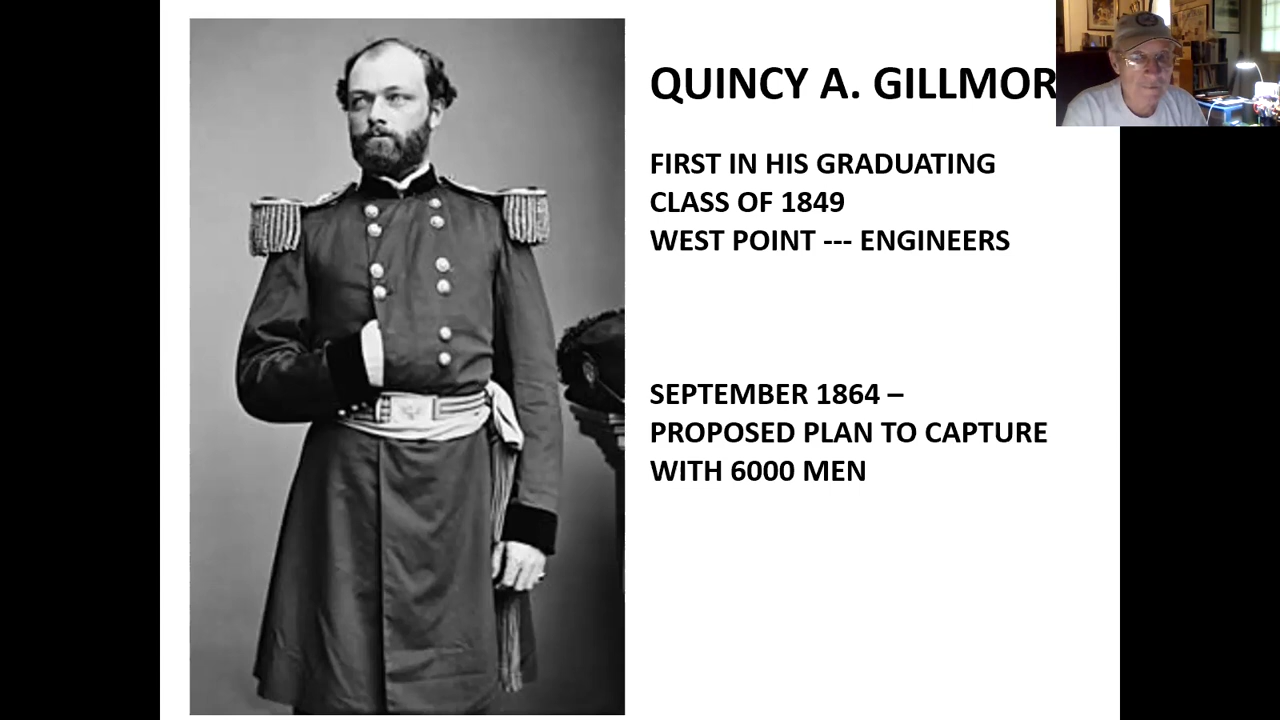 QUINCY A. GILLMOR
FIRST IN HIS GRADUATING
CLASS OF 1849
WEST POINT --- ENGINEERS
SEPTEMBER 1864 –
PROPOSED PLAN TO CAPTURE
WITH 6000 MEN